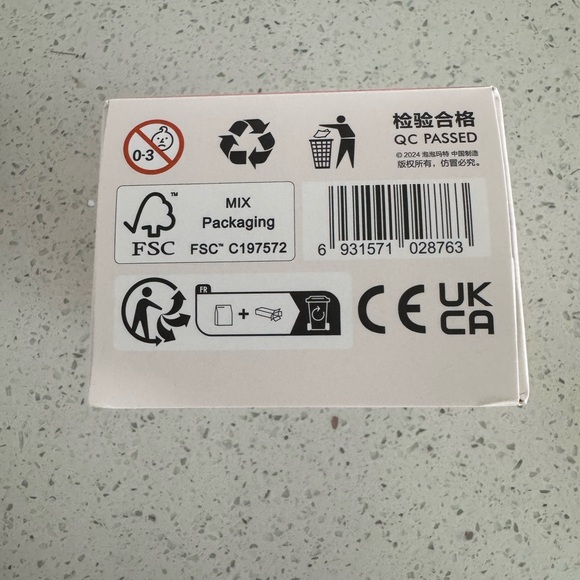 0-3
检验合格
QC PASSED
© 2024 泡泡玛特 中国制造
版权所有，仿冒必究。
FSC™
MIX
Packaging
FSC™ C197572
6 931571 028763
FR
CE
UK
CA